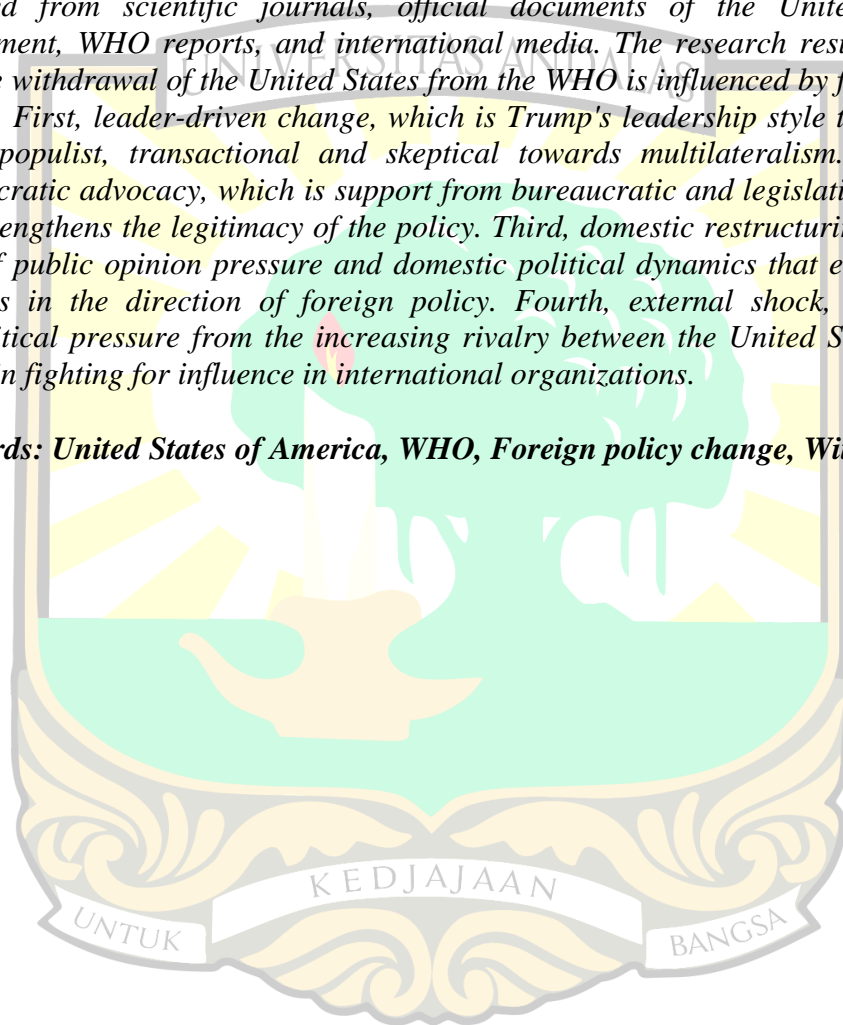 ed from scientific journals, official documents of the Unite
ment, WHO reports, and international media. The research resu
UNIVERSITAS ANDALAS
e withdrawal of the United States from the WHO is influenced by f
First, leader-driven change, which is Trump's leadership style t
populist, transactional and skeptical towards multilateralism.
cratic advocacy, which is support from bureaucratic and legislati
engthens the legitimacy of the policy. Third, domestic restructurin
f public opinion pressure and domestic political dynamics that e
s in the direction of foreign policy. Fourth, external shock,
tical pressure from the increasing rivalry between the United S
in fighting for influence in international organizations.
rds: United States of America, WHO, Foreign policy change, Wi
KEDJAJAAN
UNTUK BANGSA